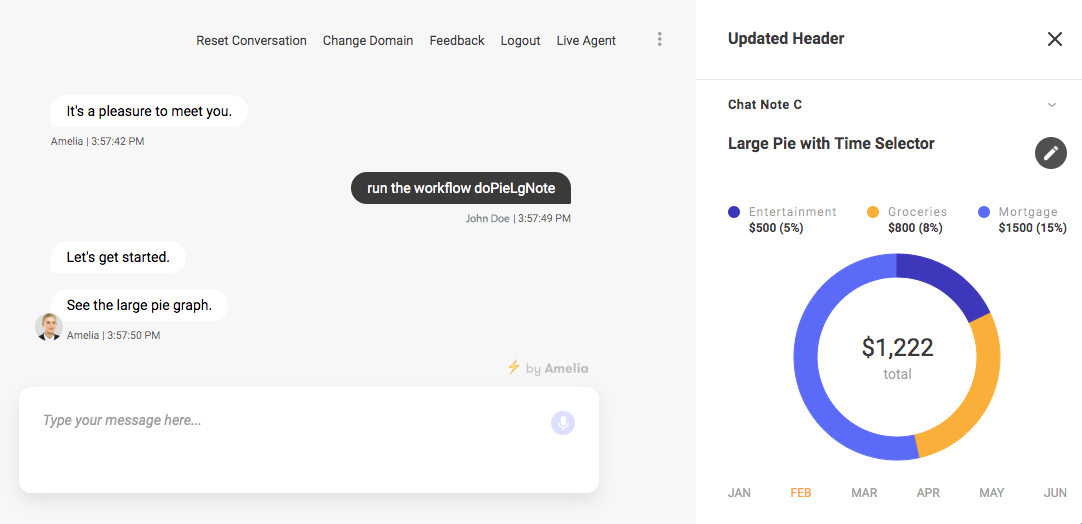 Reset Conversation Change Domain Feedback Logout Live Agent
It's a pleasure to meet you.
Amelia | 3:57:42 PM
run the workflow doPieLgNote
John Doe | 3:57:49 PM
Let's get started.
See the large pie graph.
Amelia | 3:57:50 PM
by Amelia
Type your message here...
Updated Header
Chat Note C
Large Pie with Time Selector
Entertainment Groceries Mortgage
$500 (5%) $800 (8%) $1500 (15%)
$1,222
total
JAN FEB MAR APR MAY JUN